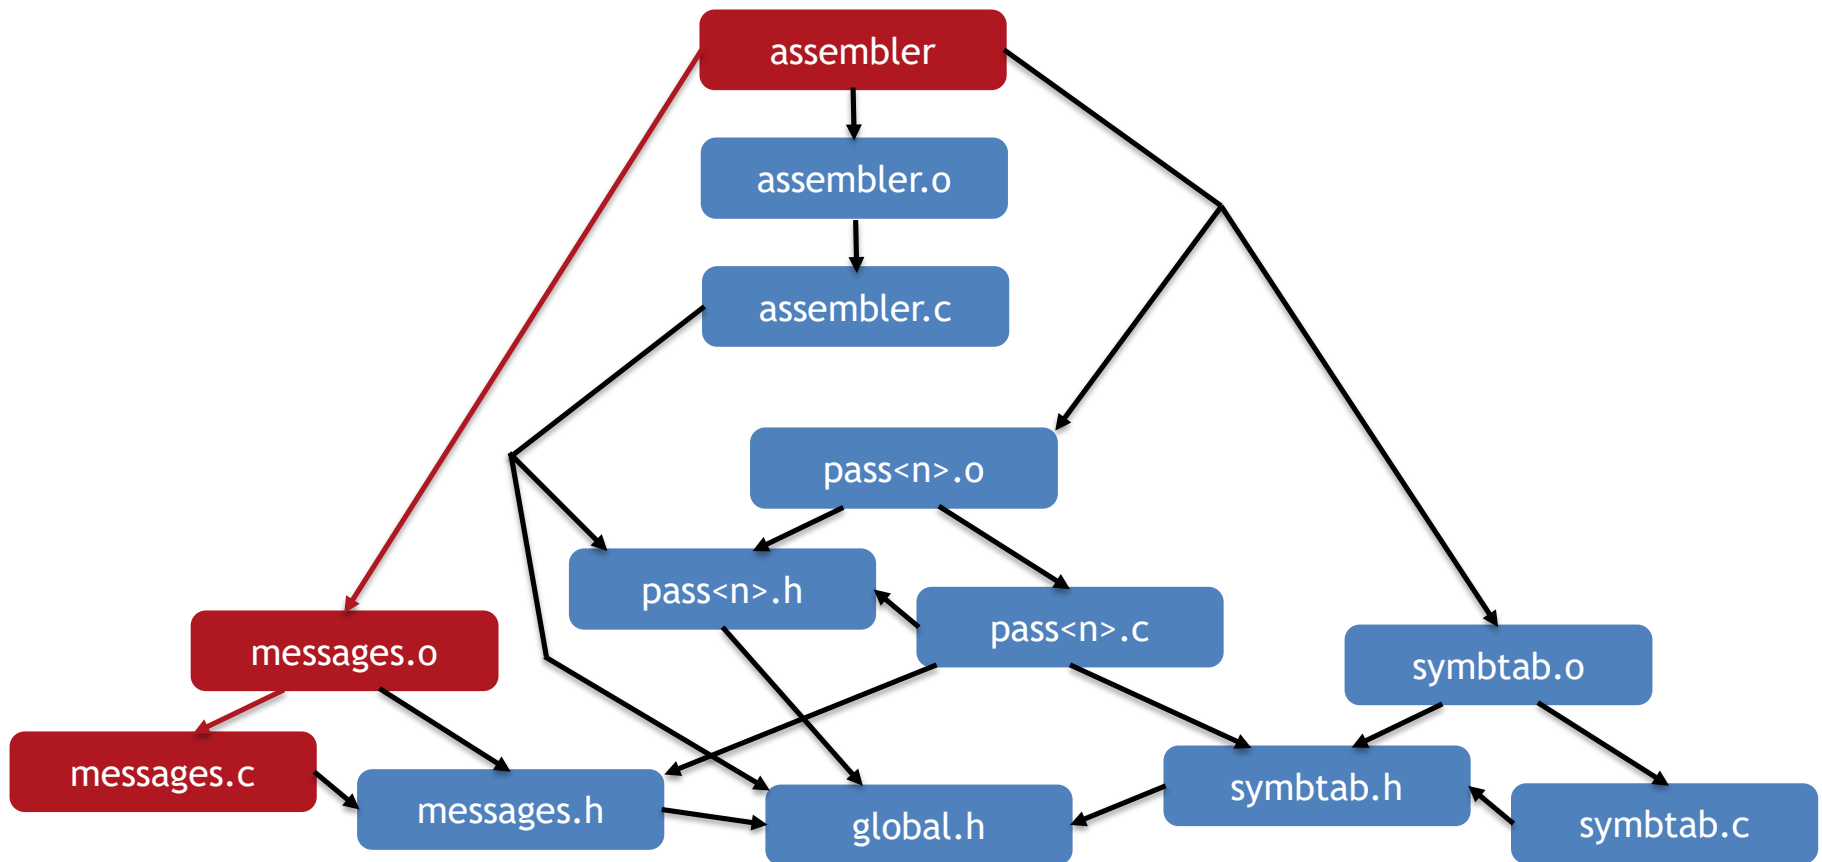 assembler
assembler.o
assembler.c
pass<n>.o
pass<n>.h
pass<n>.c
messages.o
symbtab.o
messages.c
messages.h
global.h
symbtab.h
symbtab.c